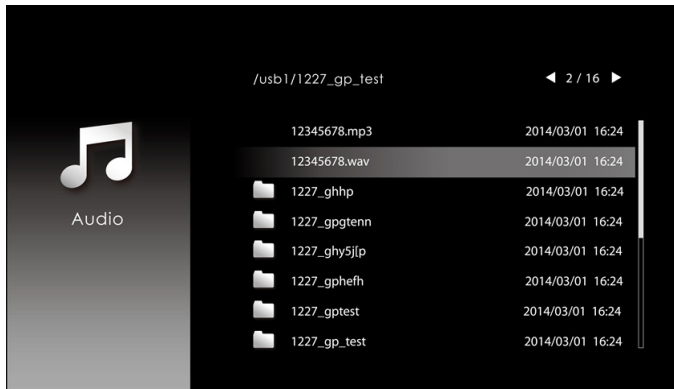 /usb1/1227_gp_test ◀ 2 / 16 ▶
12345678.mp3 2014/03/01 16:24
12345678.wav 2014/03/01 16:24
Audio
1227_ghhp 2014/03/01 16:24
1227_gpgtenn 2014/03/01 16:24
1227_ghy5j[p 2014/03/01 16:24
1227_gphefh 2014/03/01 16:24
1227_gptest 2014/03/01 16:24
1227_gp_test 2014/03/01 16:24